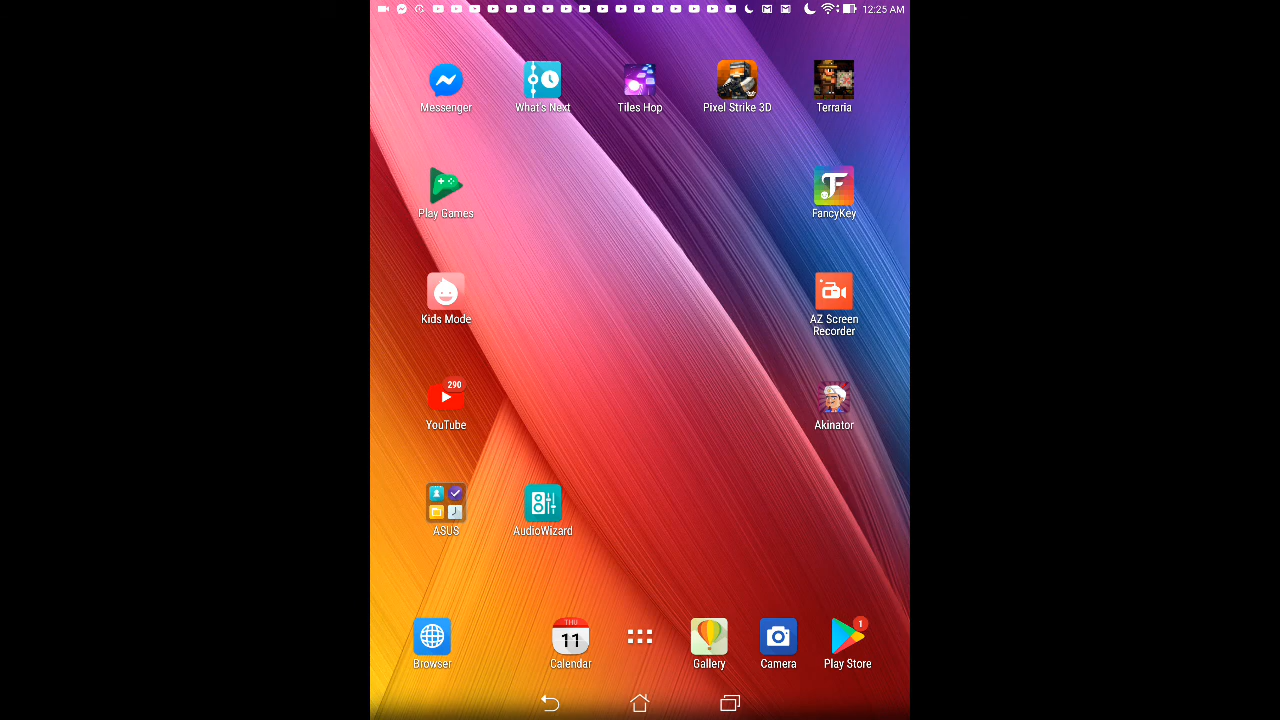 12:25 AM
Messenger
What's Next
Tiles Hop
Pixel Strike 3D
Terraria
Play Games
FancyKey
Kids Mode
AZ Screen
Recorder
290
YouTube
Akinator
ASUS
AudioWizard
Browser
THU
11
Calendar
Gallery
Camera
1
Play Store